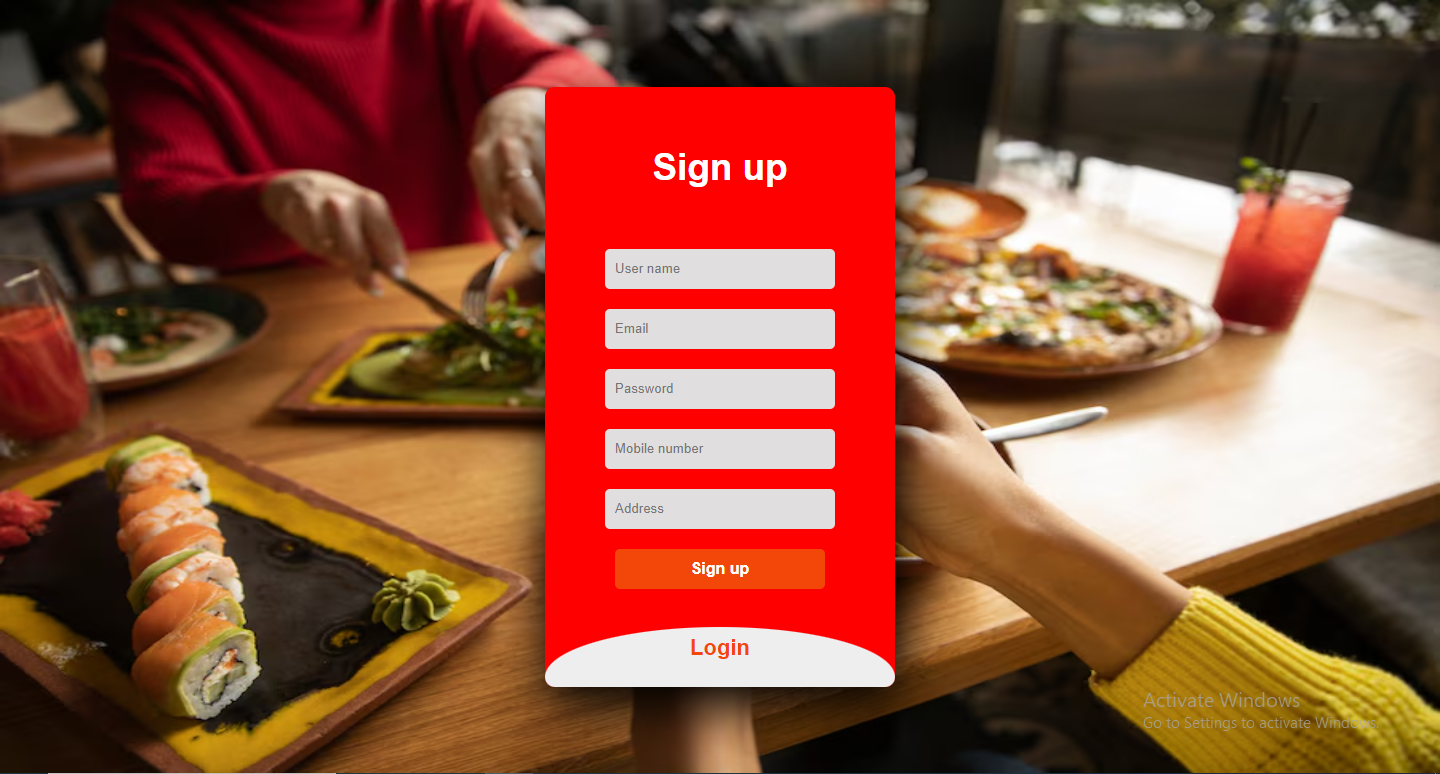 Sign up
User name
Email
Password
Mobile number
Address
Sign up
Login
Activate Windows
Go to Settings to activate Windows.